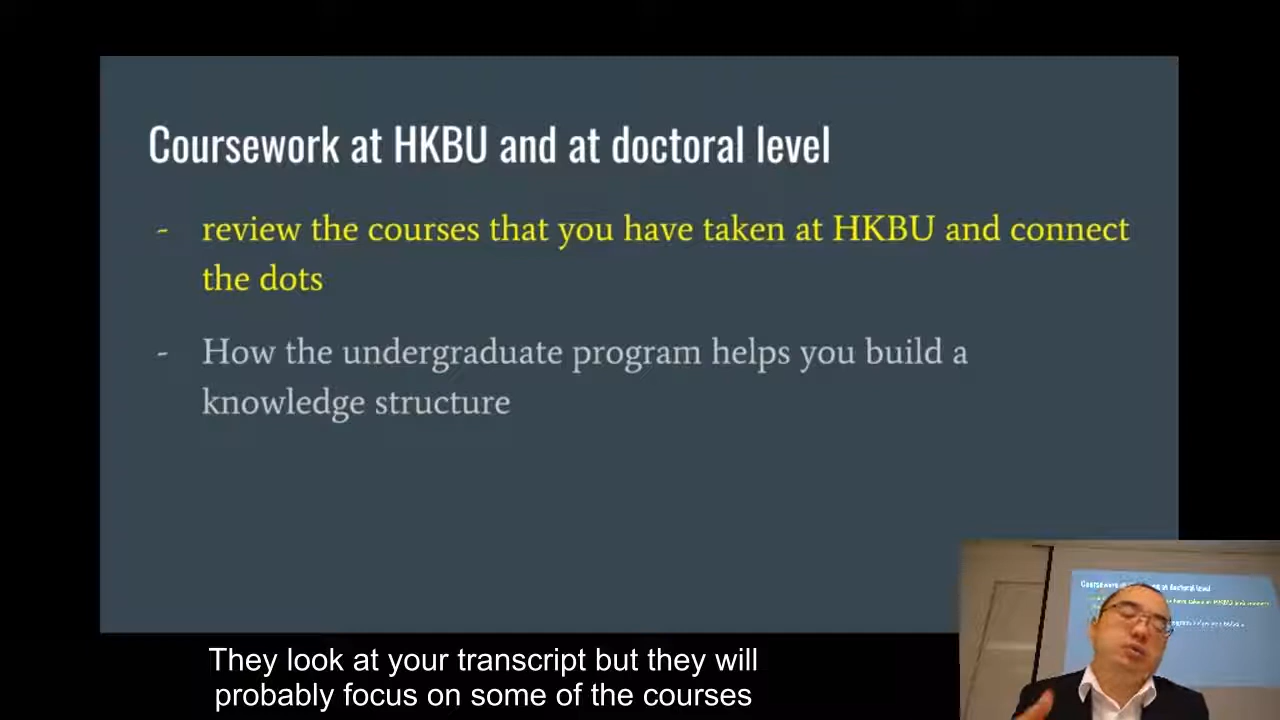 Coursework at HKBU and at doctoral level
- review the courses that you have taken at HKBU and connect
the dots
- How the undergraduate program helps you build a
knowledge structure
They look at your transcript but they will
probably focus on some of the courses